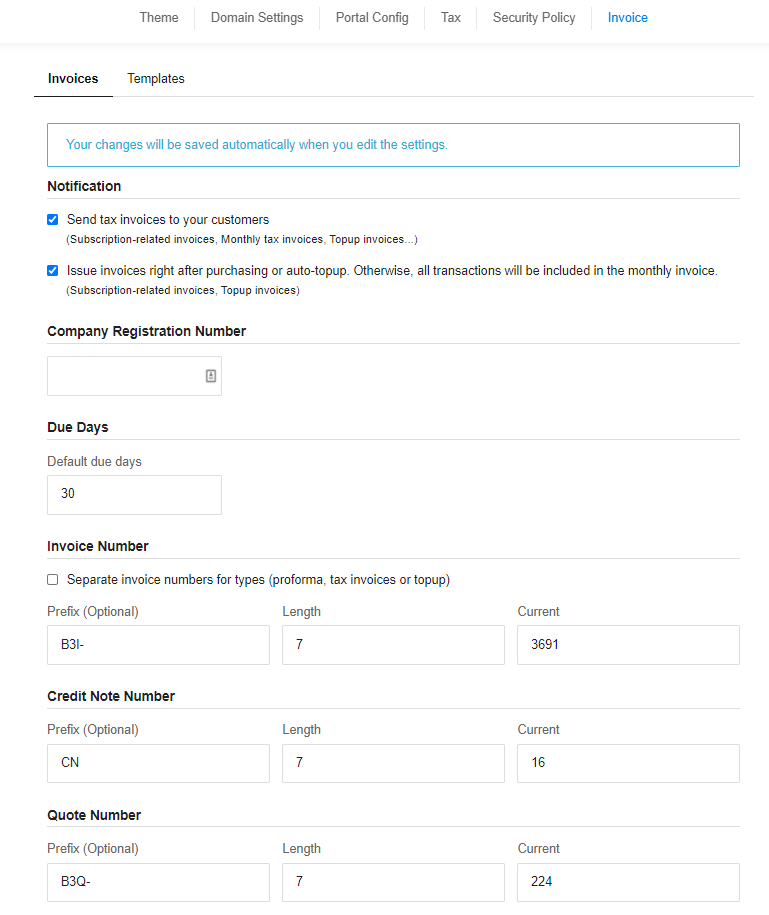 Theme Domain Settings Portal Config Tax Security Policy Invoice
Invoices Templates
Your changes will be saved automatically when you edit the settings.
Notification
Send tax invoices to your customers
(Subscription-related invoices, Monthly tax invoices, Topup invoices...)
Issue invoices right after purchasing or auto-topup. Otherwise, all transactions will be included in the monthly invoice.
(Subscription-related invoices, Topup invoices)
Company Registration Number
Due Days
Default due days
30
Invoice Number
Separate invoice numbers for types (proforma, tax invoices or topup)
Prefix (Optional) Length Current
B3I- 7 3691
Credit Note Number
Prefix (Optional) Length Current
CN 7 16
Quote Number
Prefix (Optional) Length Current
B3Q- 7 224